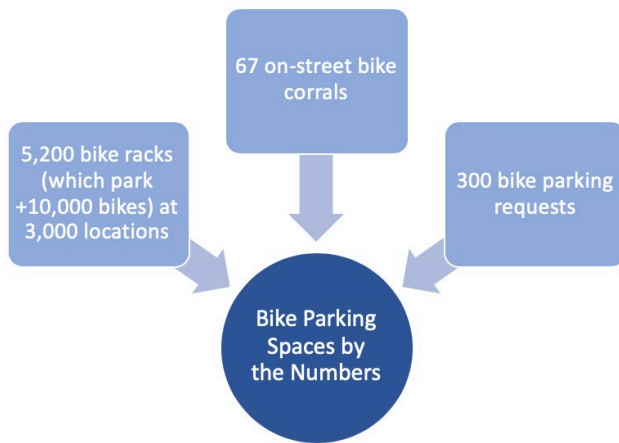 67 on-street bike
corrals
5,200 bike racks
(which park
+10,000 bikes) at
3,000 locations
300 bike parking
requests
Bike Parking
Spaces by
the Numbers